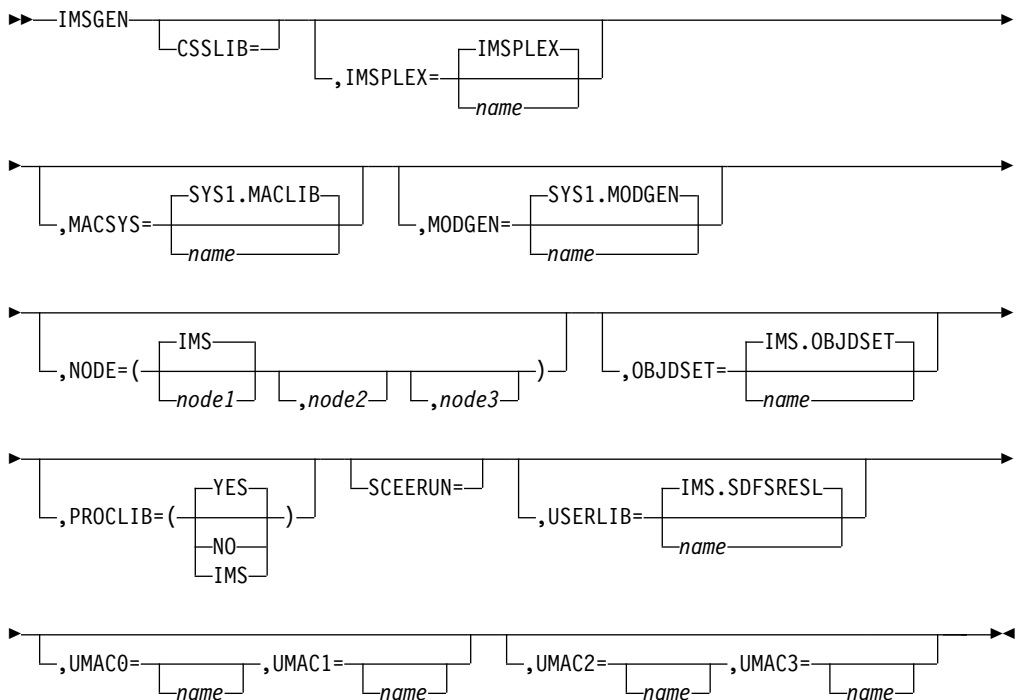 IMSGEN
CSSLIB=
IMSPLEX
,IMSPLEX=
name
SYS1.MACLIB
SYS1.MODGEN
,MACSYS=
,MODGEN=
name
name
IMS
IMS.OBJDSET
,NODE=( )
,OBJDSET=
node1
,node2
,node3
name
YES
SCEERUN=
IMS.SDFSRESL
,PROCLIB=( )
,USERLIB=
NO
name
IMS
,UMAC0= ,UMAC1= ,UMAC2= ,UMAC3=
name name name name